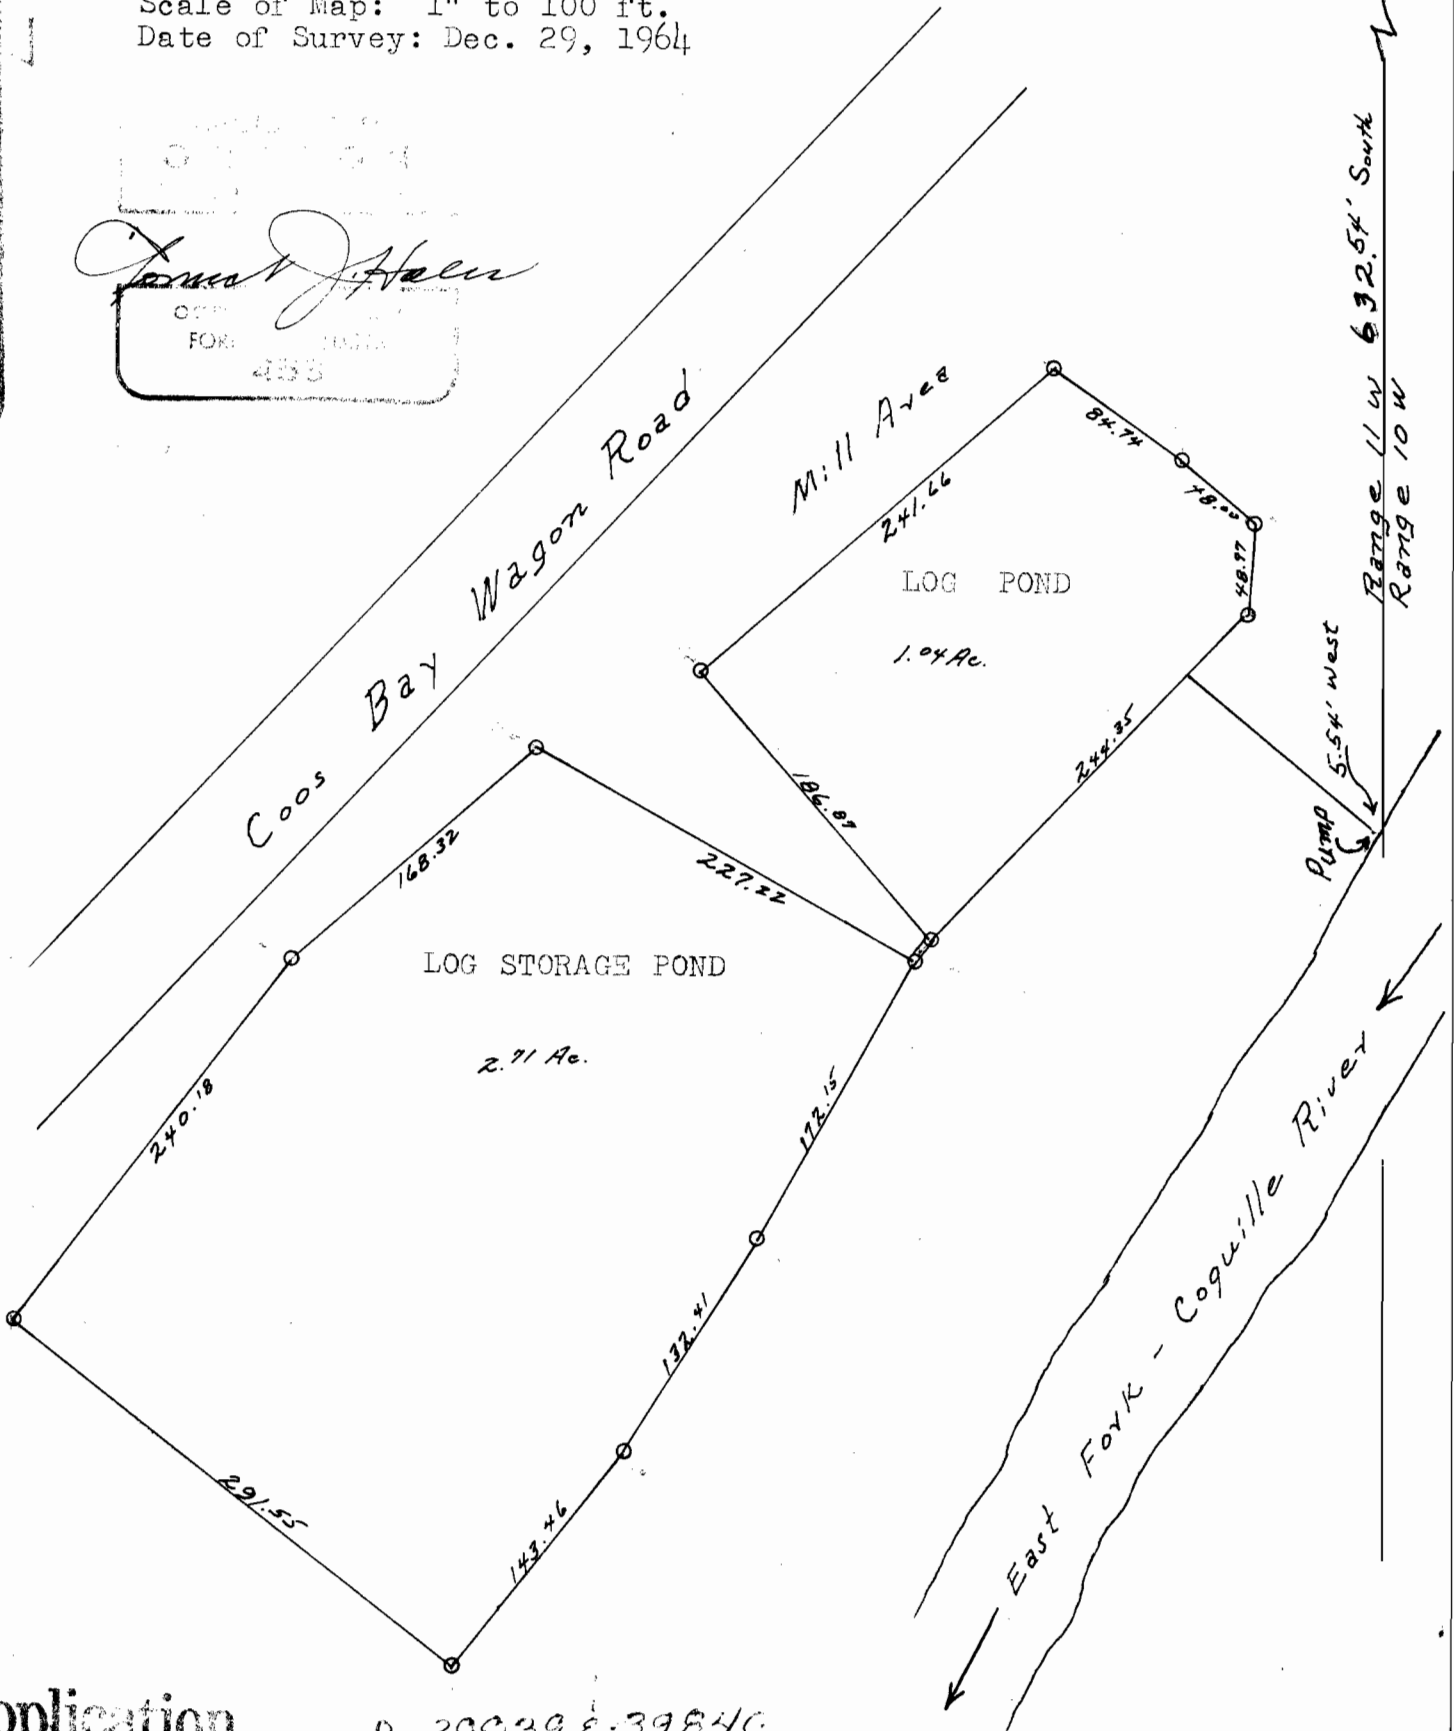 Scale of Map: 1" to 100 ft.
Date of Survey: Dec. 29, 1964
632.54' South
Range 11 W
Range 10 W
Coos Bay Wagon Road
Mill Area
84.74
48.00
48.97
241.66
LOG POND
1.04 Ac.
186.87
244.35
5.54' West
Pump
168.32
227.22
LOG STORAGE POND
2.71 Ac.
240.18
172.15
132.41
143.46
291.55
East Fork - Coquille River